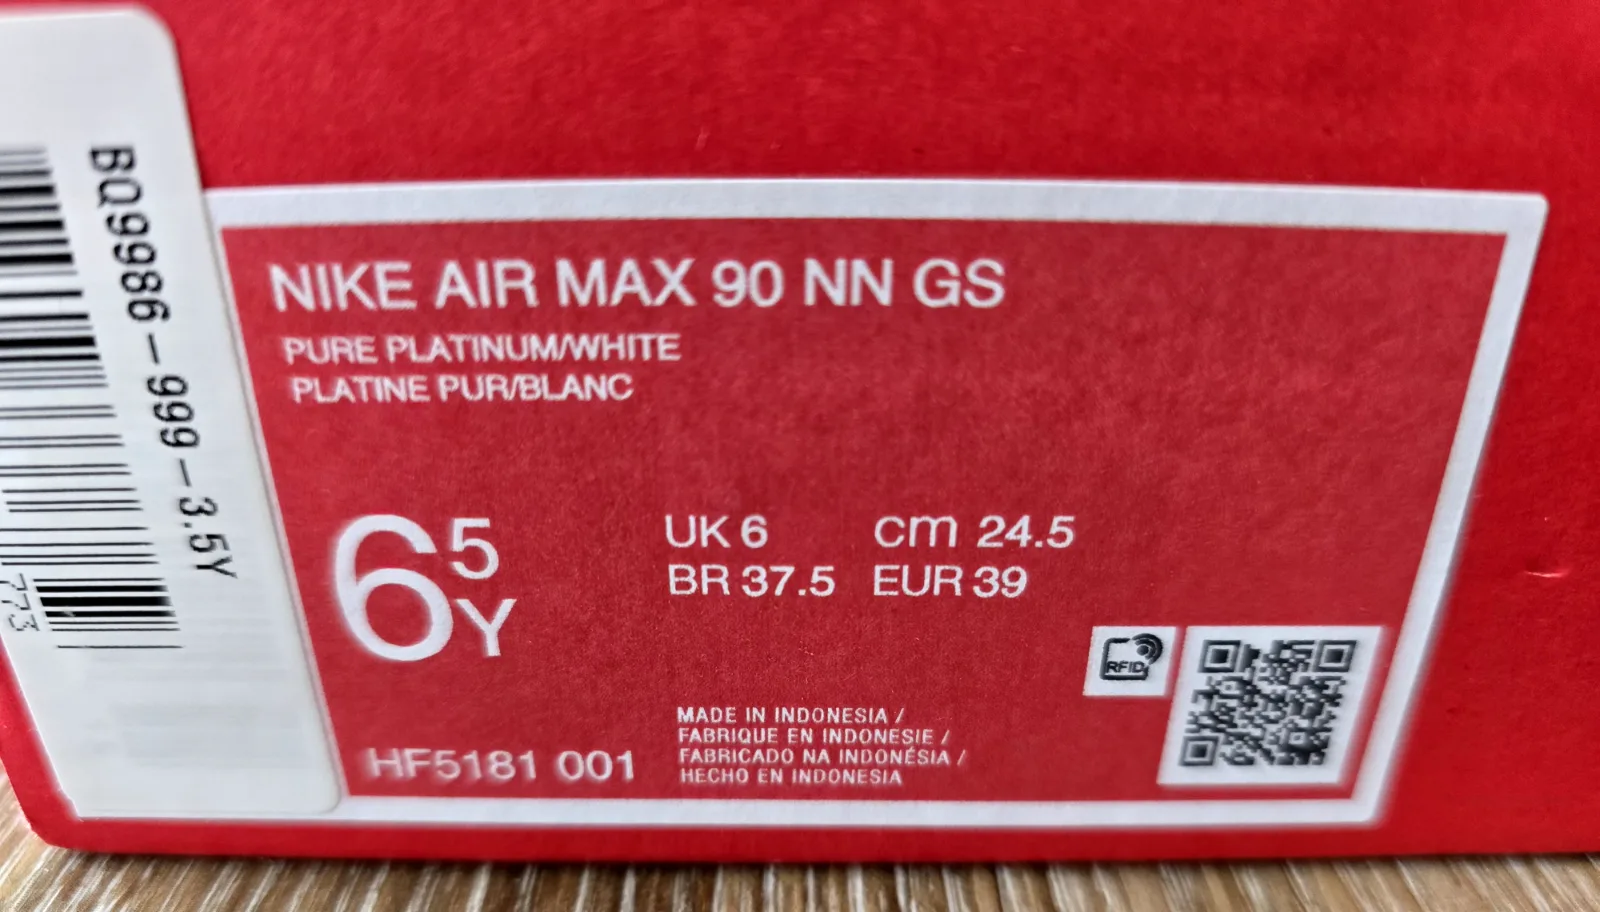 BQ9986-999-3.5Y
773
NIKE AIR MAX 90 NN GS
PURE PLATINUM/WHITE
PLATINE PUR/BLANC
6 5 Y
UK 6 cm 24.5
BR 37.5 EUR 39
RFID
HF5181 001
MADE IN INDONESIA /
FABRIQUE EN INDONESIE /
FABRICADO NA INDONÉSIA /
HECHO EN INDONESIA